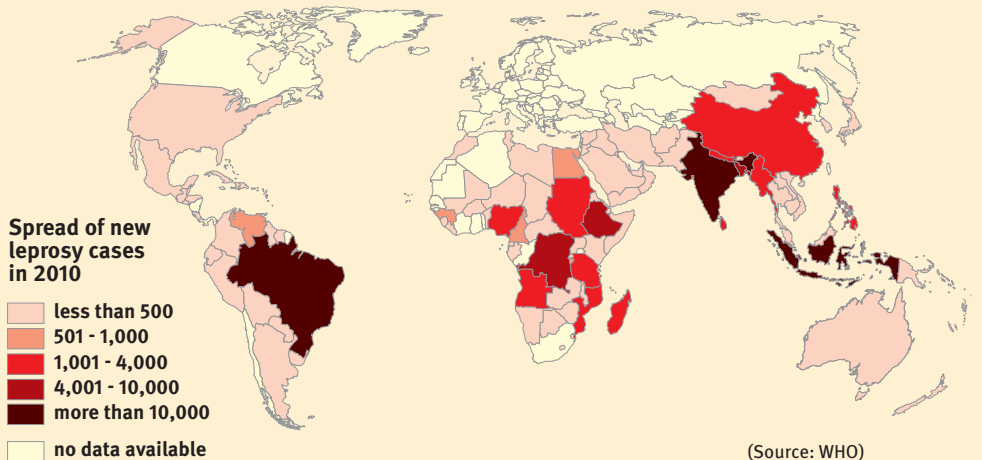 Spread of new
leprosy cases
in 2010
less than 500
501 - 1,000
1,001 - 4,000
4,001 - 10,000
more than 10,000
no data available
(Source: WHO)